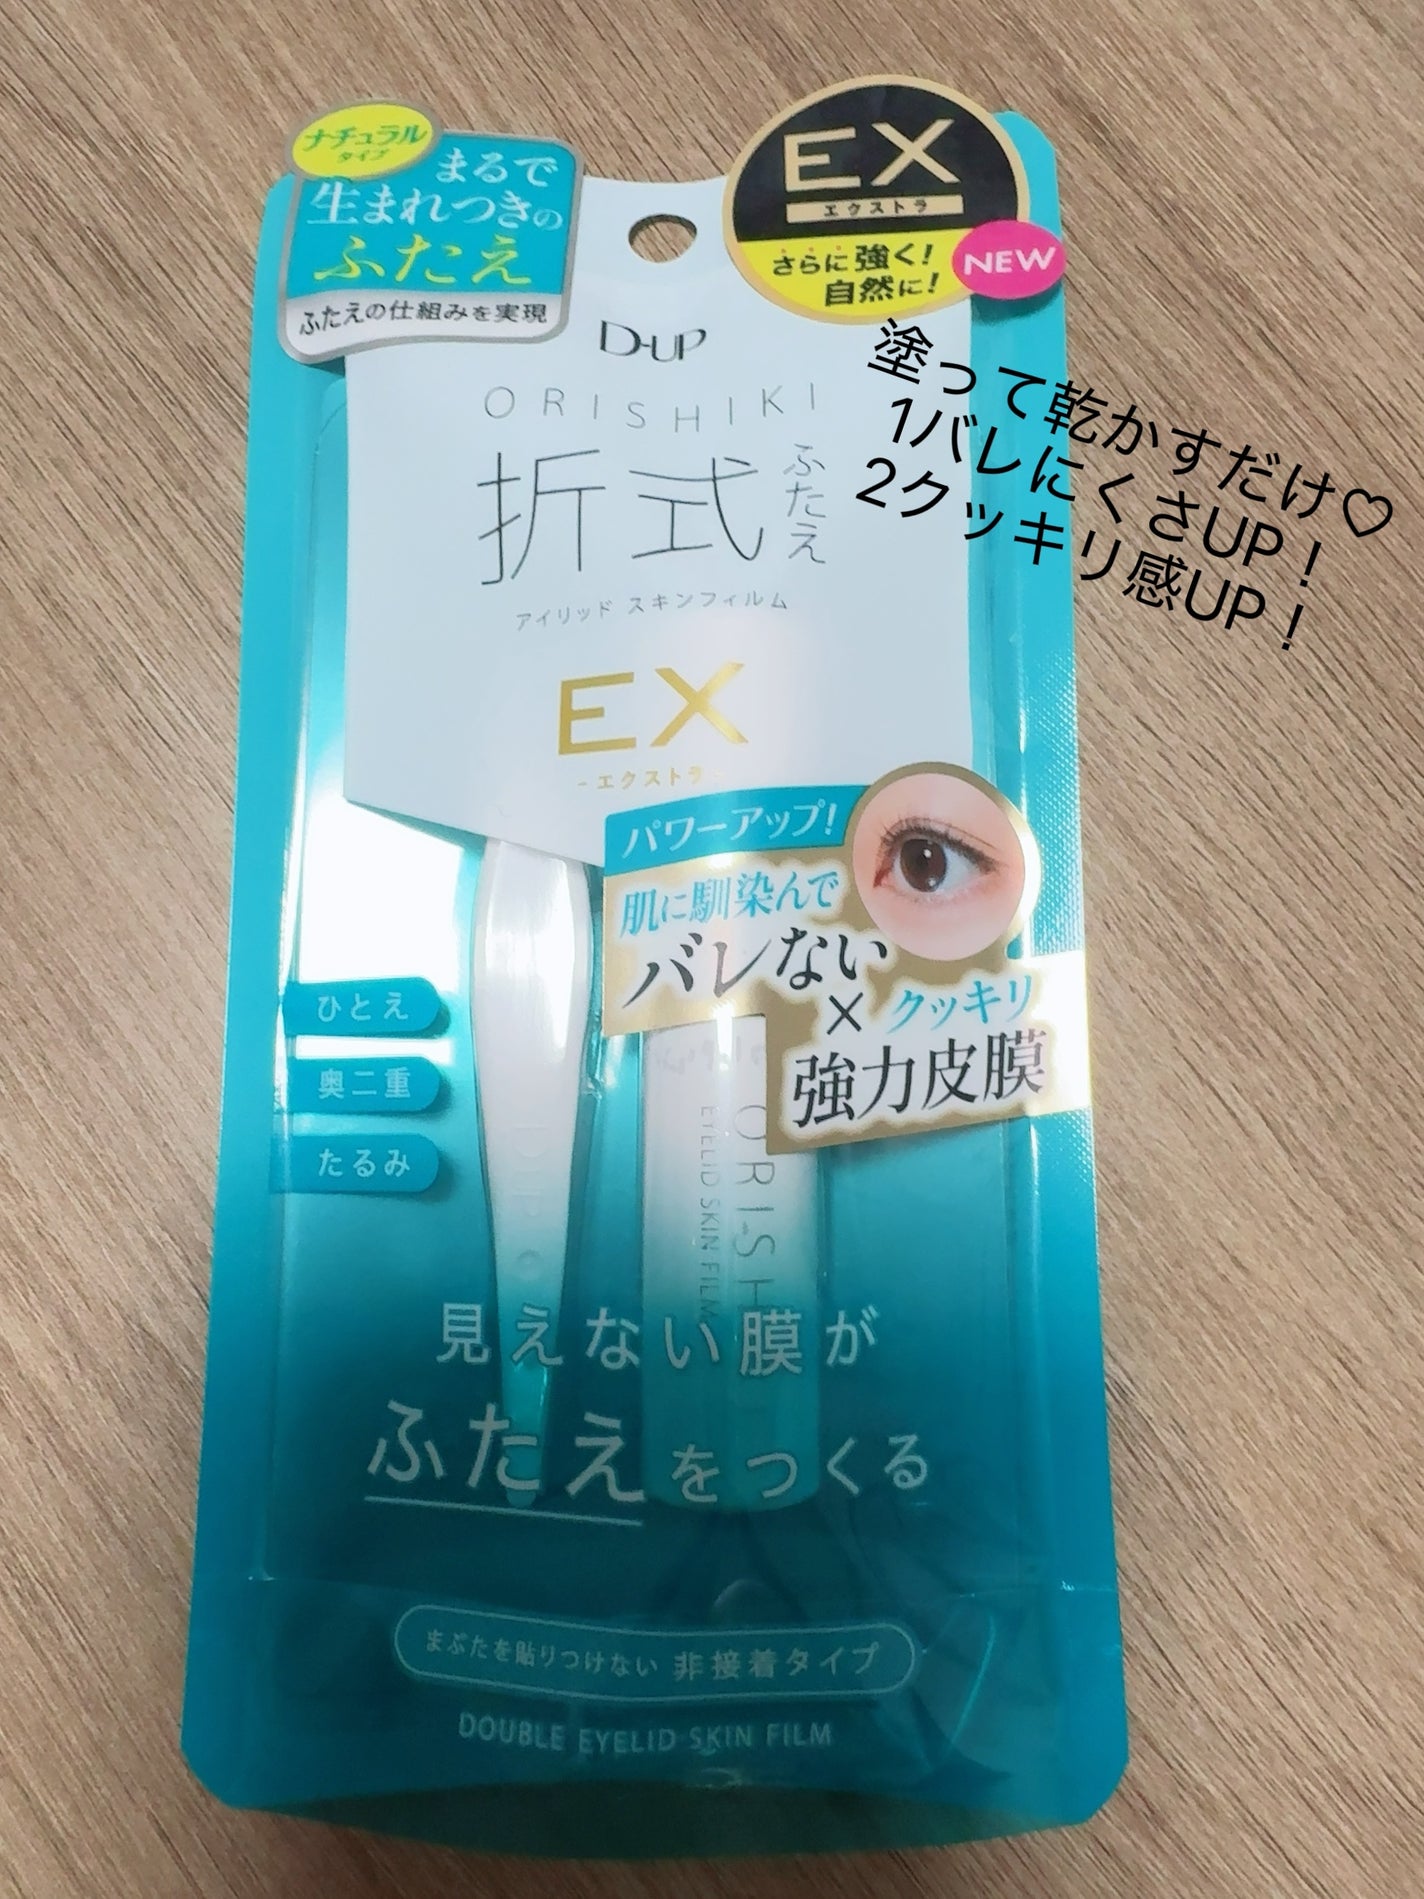 ナチュラル
タイプ
まるで
生まれつきの
ふたえ
ふたえの仕組みを実現
EX
エクストラ
さらに強く!
自然に!
NEW
D-UP
ORISHIKI
折式
ふたえ
アイリッド スキンフィルム
EX
-エクストラ-
塗って乾かすだけ♡
1バレにくさUP！
2クッキリ感UP！
パワーアップ!
肌に馴染んで
バレない
×クッキリ
強力皮膜
ひとえ
奥二重
たるみ
ORI-SH
EYELID SKIN FILM
見えない膜が
ふたえをつくる
まぶたを貼りつけない 非接着タイプ
DOUBLE EYELID SKIN FILM